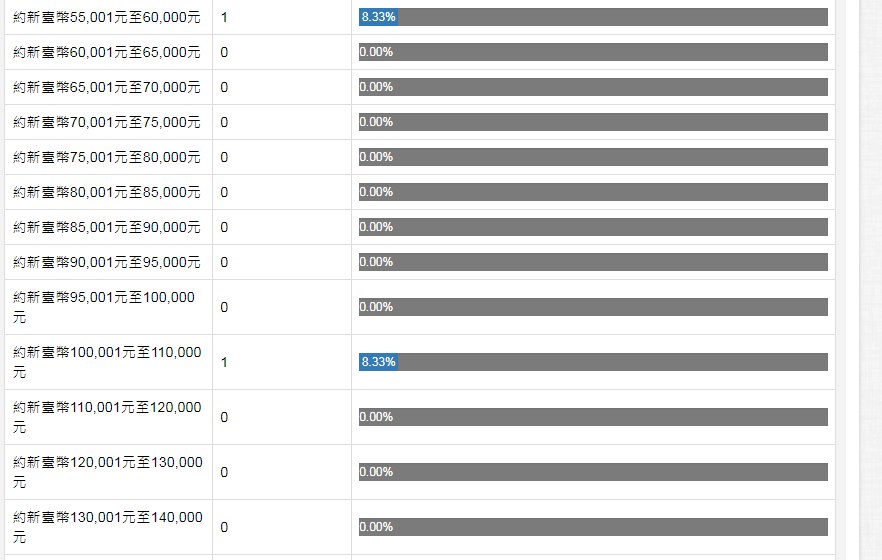 約新臺幣55,001元至60,000元 1 8.33%
約新臺幣60,001元至65,000元 0 0.00%
約新臺幣65,001元至70,000元 0 0.00%
約新臺幣70,001元至75,000元 0 0.00%
約新臺幣75,001元至80,000元 0 0.00%
約新臺幣80,001元至85,000元 0 0.00%
約新臺幣85,001元至90,000元 0 0.00%
約新臺幣90,001元至95,000元 0 0.00%
約新臺幣95,001元至100,000
元 0 0.00%
約新臺幣100,001元至110,000
元 1 8.33%
約新臺幣110,001元至120,000
元 0 0.00%
約新臺幣120,001元至130,000
元 0 0.00%
約新臺幣130,001元至140,000
元 0 0.00%